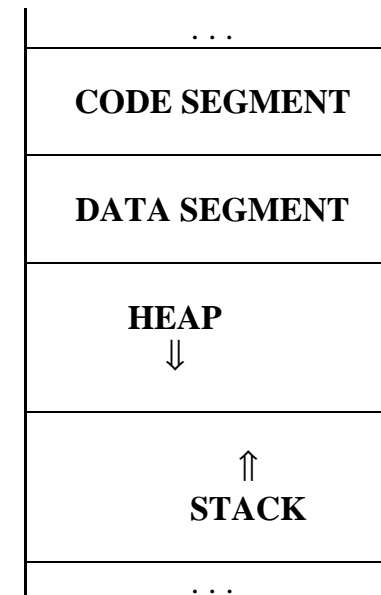 . . .
CODE SEGMENT
DATA SEGMENT
HEAP
⇓
⇑
STACK
. . .